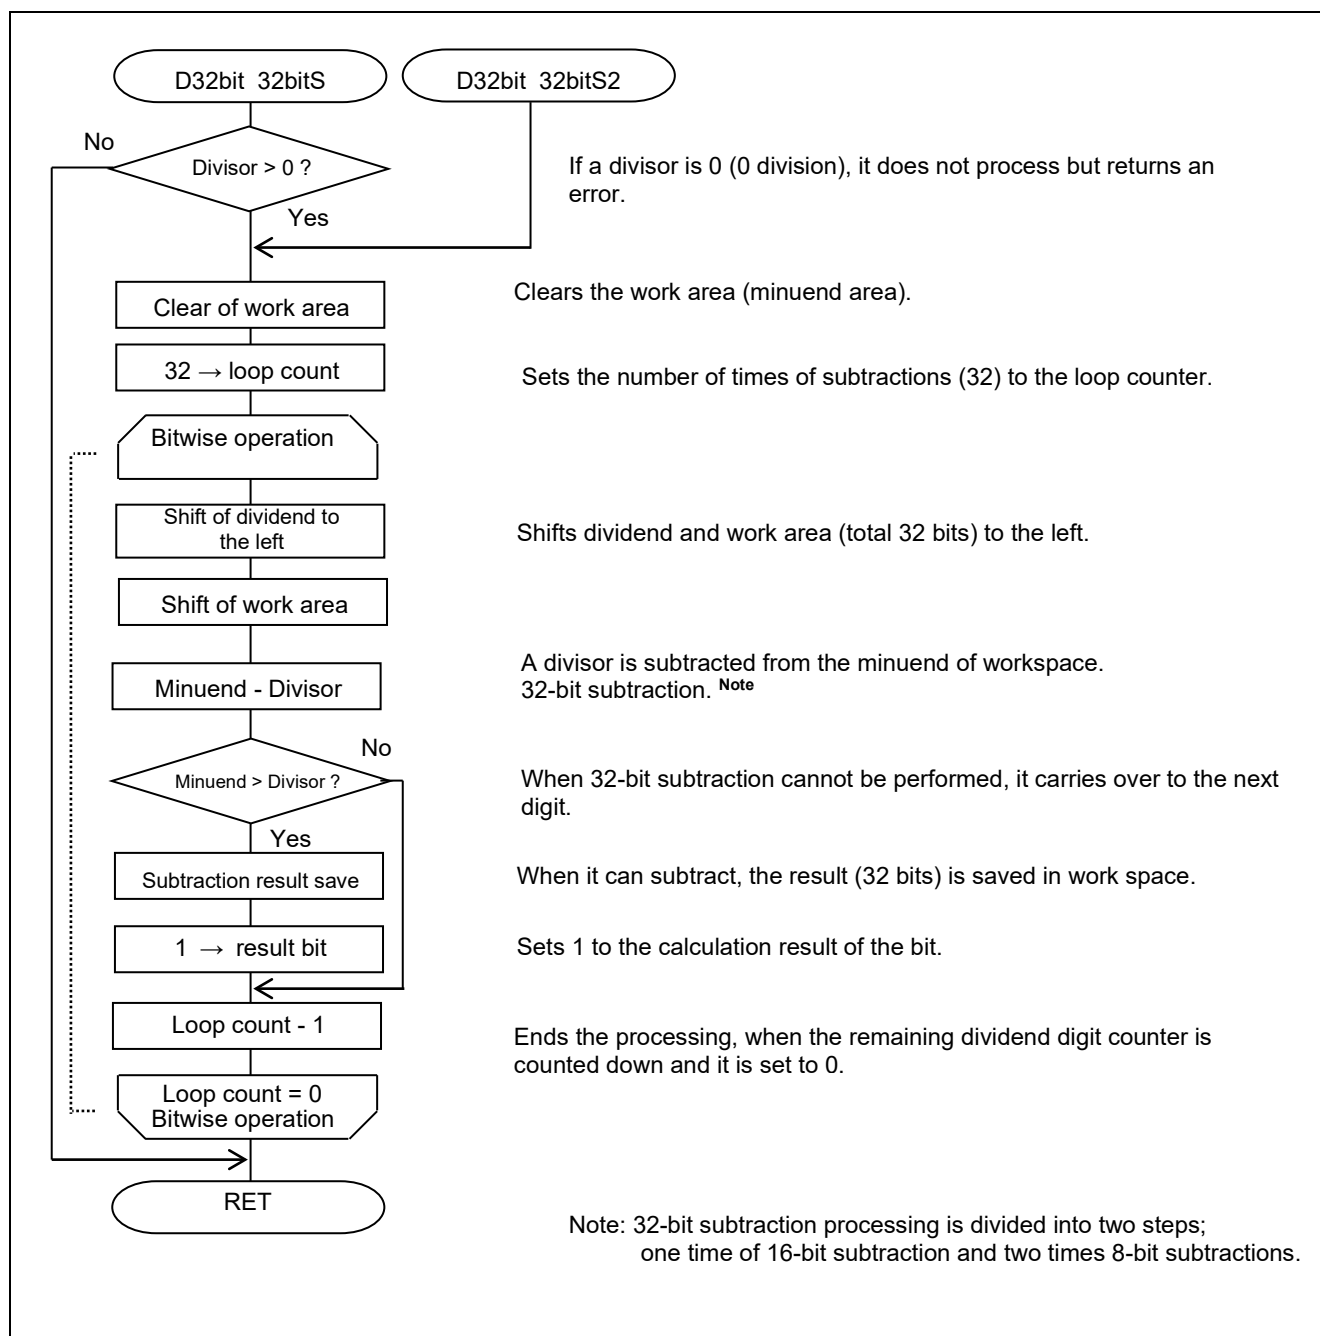 D32bit 32bitS
D32bit 32bitS2
No
Divisor > 0 ?
If a divisor is 0 (0 division), it does not process but returns an
error.
Yes
Clear of work area
Clears the work area (minuend area).
32 → loop count
Sets the number of times of subtractions (32) to the loop counter.
Bitwise operation
Shift of dividend to
the left
Shifts dividend and work area (total 32 bits) to the left.
Shift of work area
Minuend - Divisor
A divisor is subtracted from the minuend of workspace.
32-bit subtraction. Note
No
Minuend > Divisor ?
When 32-bit subtraction cannot be performed, it carries over to the next
digit.
Yes
Subtraction result save
When it can subtract, the result (32 bits) is saved in work space.
1 → result bit
Sets 1 to the calculation result of the bit.
Loop count - 1
Ends the processing, when the remaining dividend digit counter is
counted down and it is set to 0.
Loop count = 0
Bitwise operation
RET
Note: 32-bit subtraction processing is divided into two steps;
one time of 16-bit subtraction and two times 8-bit subtractions.